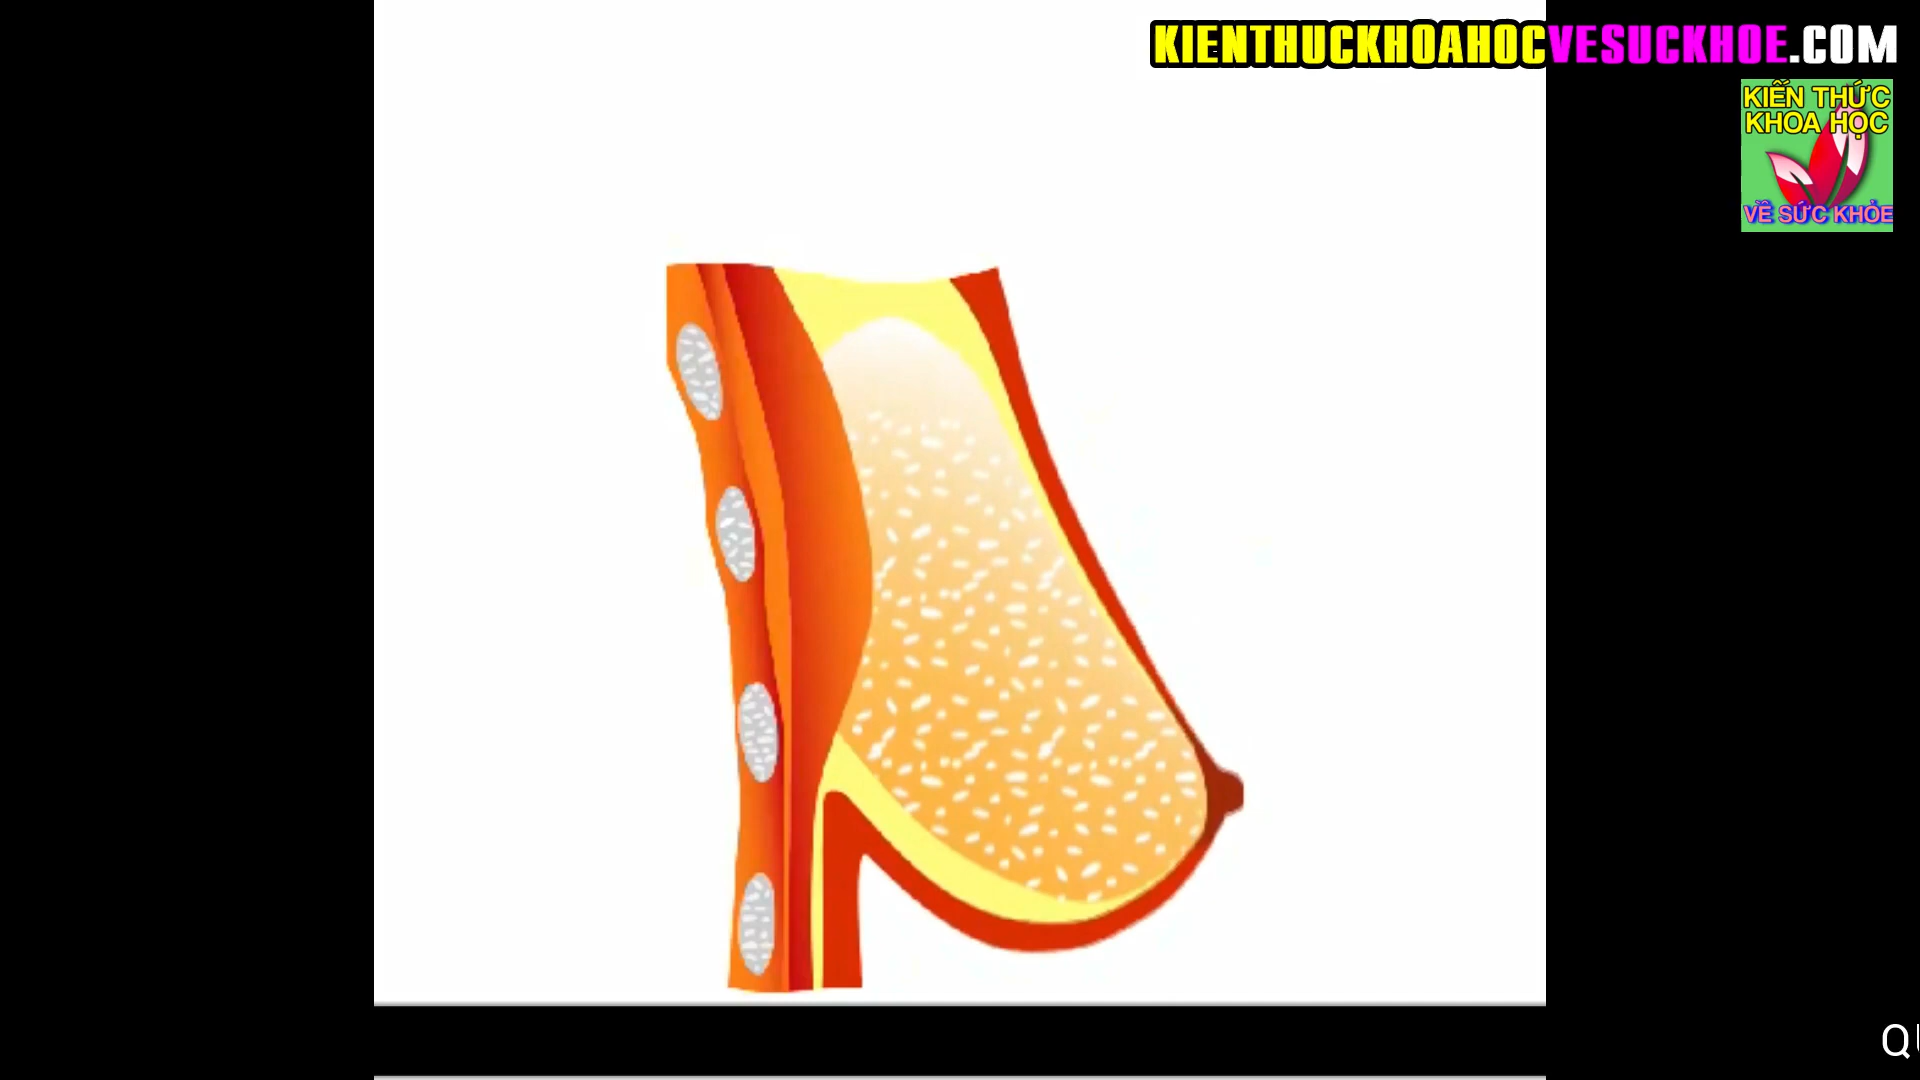 KIENTHUCKHOAHOCVESUCKHOE.COM
KIẾN THỨC
KHOA HỌC
VỀ SỨC KHỎE